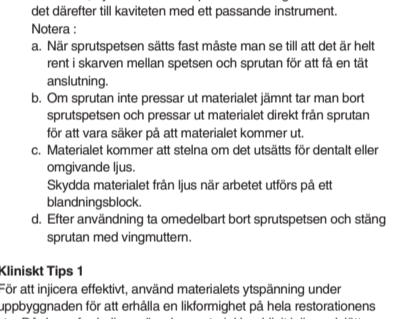 det därefter till kaviteten med ett passande instrument.
Notera :
a. När sprutspetsen sätts fast måste man se till att det är helt
rent i skarven mellan spetsen och sprutan för att få en tät
anslutning.
b. Om sprutan inte pressar ut materialet jämnt tar man bort
sprutspetsen och pressar ut materialet direkt från sprutan
för att vara säker på att materialet kommer ut.
c. Materialet kommer att stelna om det utsätts för dentalt eller
omgivande ljus.
Skydda materialet från ljus när arbetet utförs på ett
blandningsblock.
d. Efter användning ta omedelbart bort sprutspetsen och stäng
sprutan med vingmuttern.
Kliniskt Tips 1
För att injicera effektivt, använd materialets ytspänning under
uppbyggnaden för att erhålla en likformighet på hela restorationens